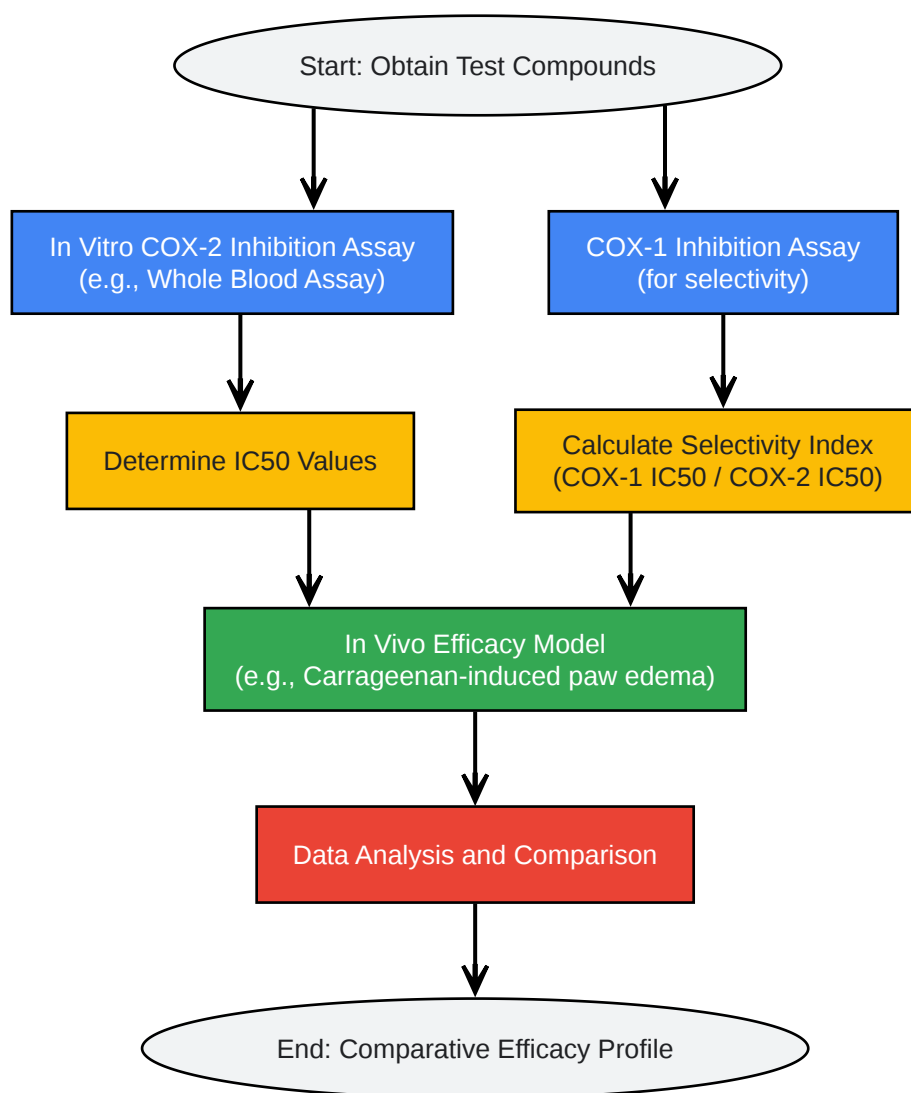 Start: Obtain Test Compounds
In Vitro COX-2 Inhibition Assay
(e.g., Whole Blood Assay)
COX-1 Inhibition Assay
(for selectivity)
Determine IC50 Values
Calculate Selectivity Index
(COX-1 IC50 / COX-2 IC50)
In Vivo Efficacy Model
(e.g., Carrageenan-induced paw edema)
Data Analysis and Comparison
End: Comparative Efficacy Profile